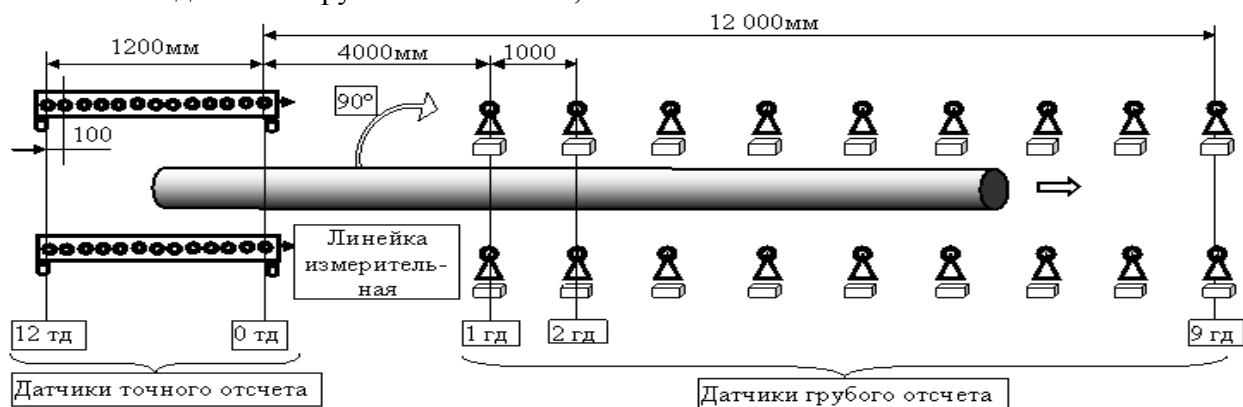 12 000мм
1200мм
4000мм
1000
90°
100
Линейка
измеритель-
ная
12 тд
0 тд
1 гд
2 гд
9 гд
Датчики точного отсчета
Датчики грубого отсчета